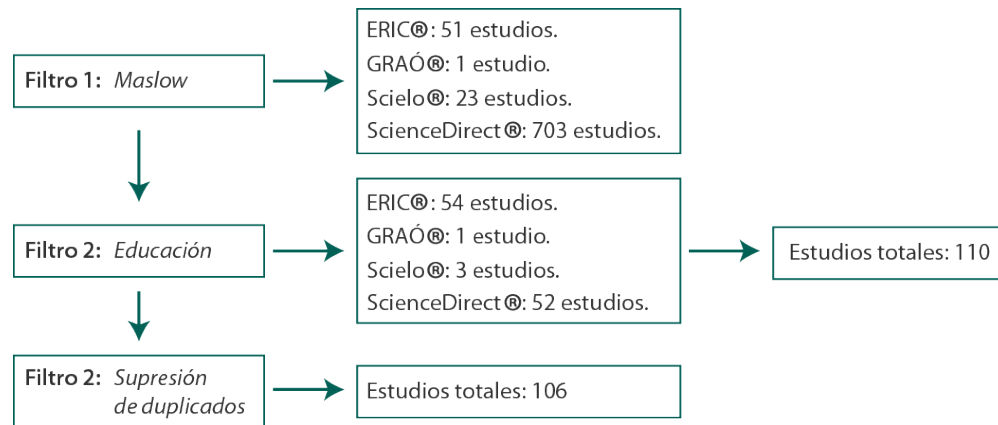 Filtro 1: Maslow
ERIC®: 51 estudios.
GRAÓ®: 1 estudio.
Scielo®: 23 estudios.
ScienceDirect®: 703 estudios.
Filtro 2: Educación
ERIC®: 54 estudios.
GRAÓ®: 1 estudio.
Scielo®: 3 estudios.
ScienceDirect®: 52 estudios.
Estudios totales: 110
Filtro 2: Supresión
de duplicados
Estudios totales: 106